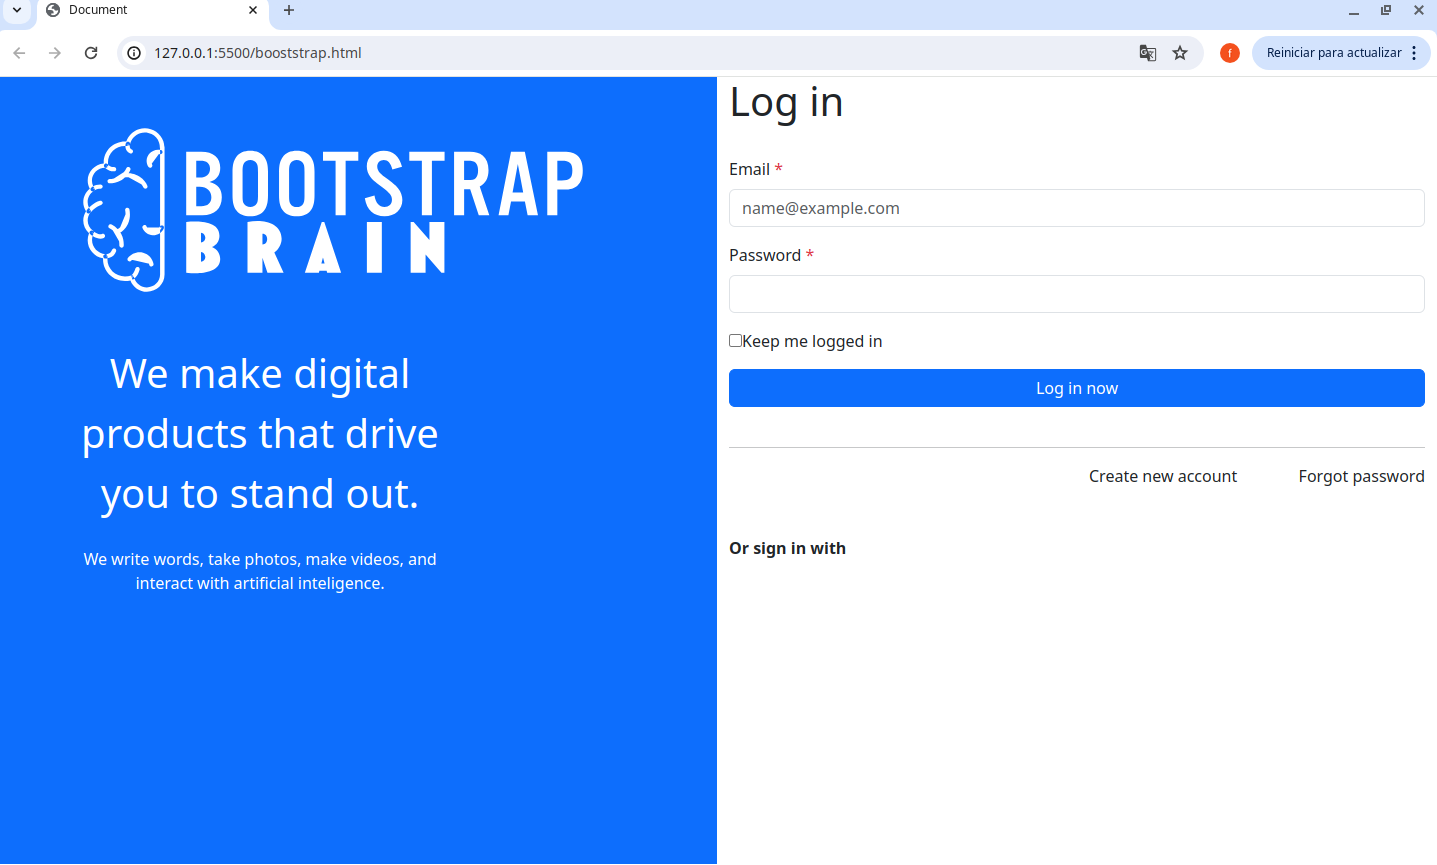 Document
127.0.0.1:5500/booststrap.html
f
Reiniciar para actualizar
BOOTSTRAP
BRAIN
We make digital
products that drive
you to stand out.
We write words, take photos, make videos, and
interact with artificial inteligence.
Log in
Email *
name@example.com
Password *
Keep me logged in
Log in now
Create new account
Forgot password
Or sign in with